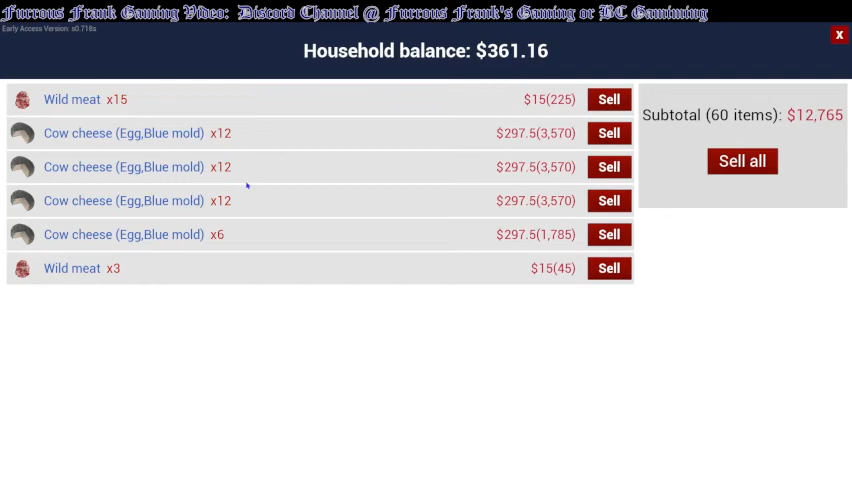 Furrous Frank Gaming Video: Discord Channel @ Furrous Frank's Gaming or BC Gamiming
Early Access Version: s0.718s
Household balance: $361.16
X
Wild meat x15 $15(225) Sell
Cow cheese (Egg,Blue mold) x12 $297.5(3,570) Sell
Cow cheese (Egg,Blue mold) x12 $297.5(3,570) Sell
Cow cheese (Egg,Blue mold) x12 $297.5(3,570) Sell
Cow cheese (Egg,Blue mold) x6 $297.5(1,785) Sell
Wild meat x3 $15(45) Sell
Subtotal (60 items): $12,765
Sell all